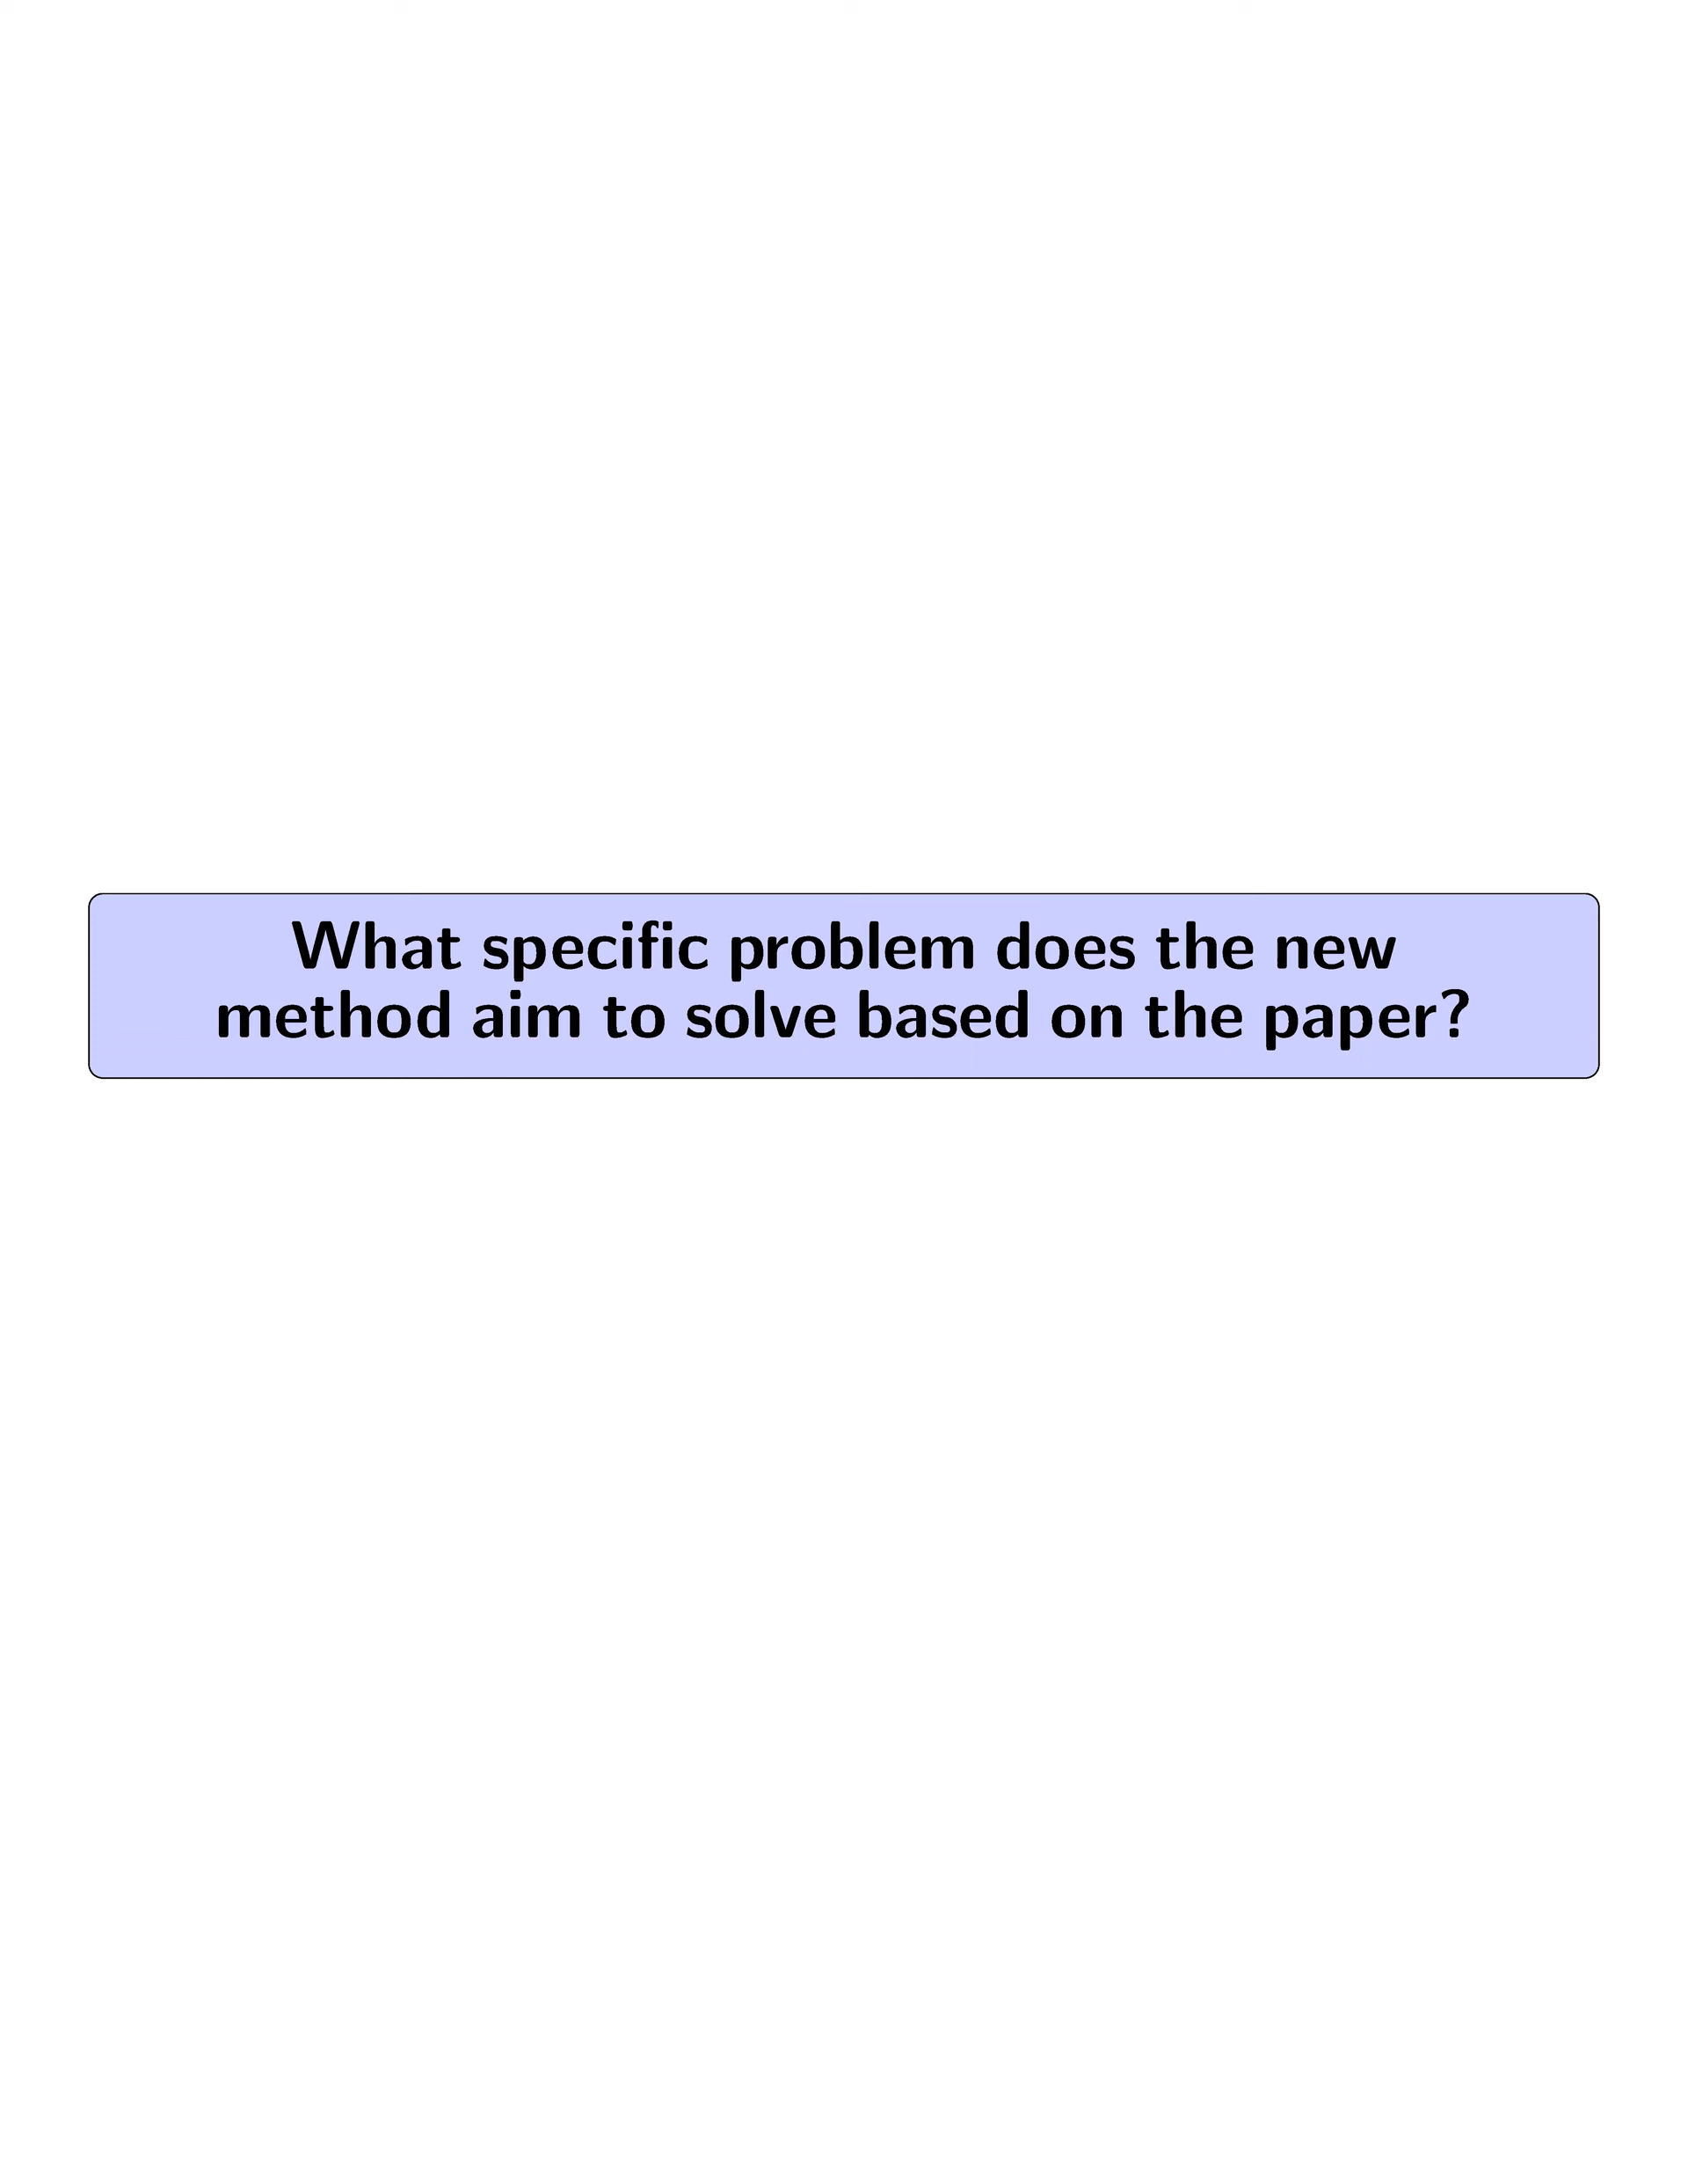 What specific problem does the new
method aim to solve based on the paper?